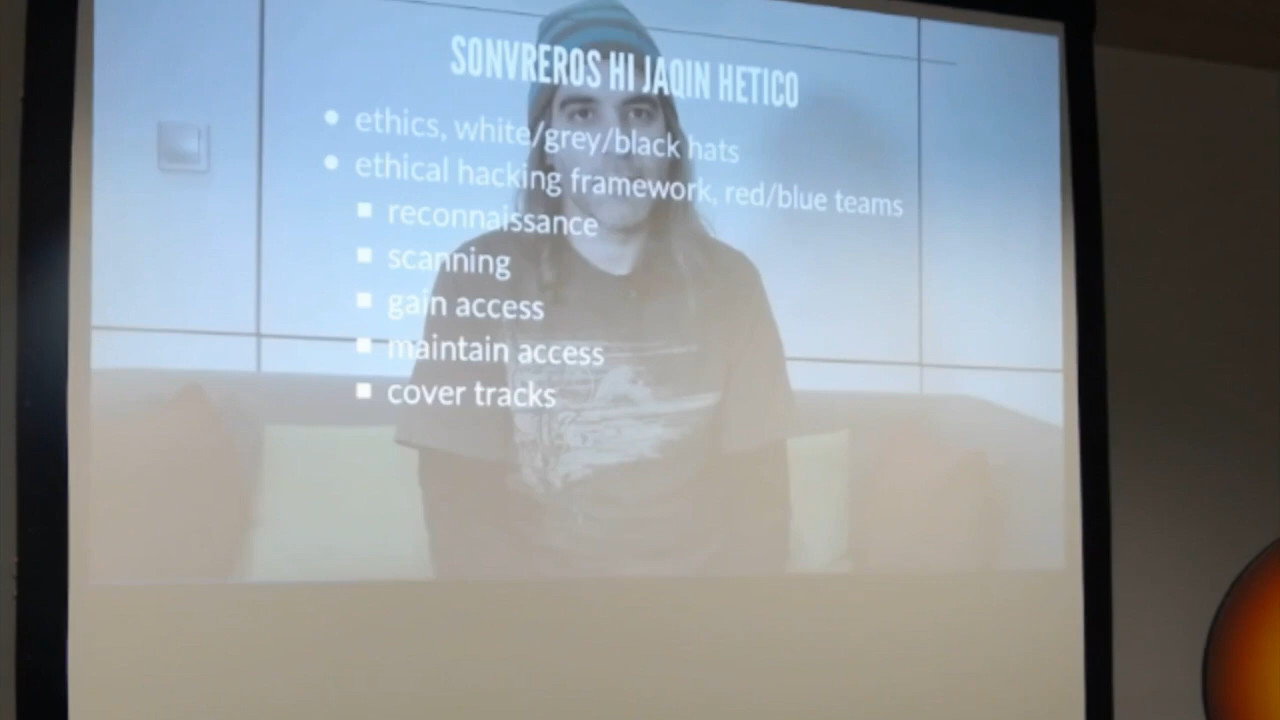 SONVREROS HI JAQIN HETICO
ethics, white/grey/black hats
ethical hacking framework, red/blue teams
reconnaissance
scanning
gain access
maintain access
cover tracks